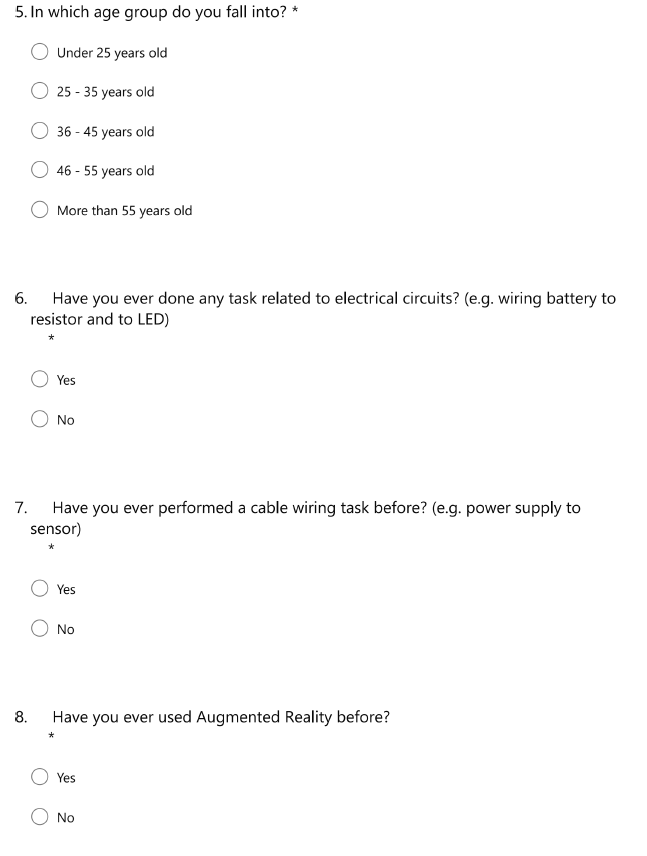 5. In which age group do you fall into? *
Under 25 years old
25 - 35 years old
36 - 45 years old
46 - 55 years old
More than 55 years old
6. Have you ever done any task related to electrical circuits? (e.g. wiring battery to
resistor and to LED)
*
Yes
No
7. Have you ever performed a cable wiring task before? (e.g. power supply to
sensor)
*
Yes
No
8. Have you ever used Augmented Reality before?
*
Yes
No